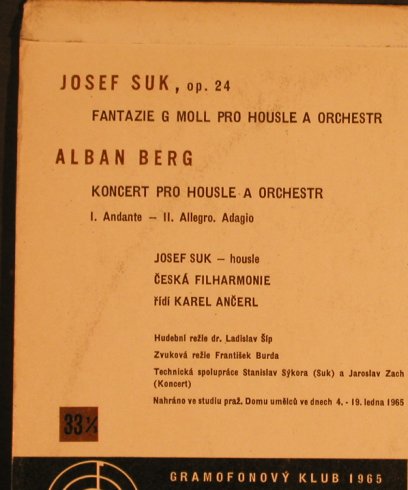 JOSEF SUK, op. 24
FANTAZIE G MOLL PRO HOUSLE A ORCHESTR
ALBAN BERG
KONCERT PRO HOUSLE A ORCHESTR
I. Andante – II. Allegro. Adagio
JOSEF SUK – housle
ČESKÁ FILHARMONIE
řídí KAREL ANČERL
Hudební režie dr. Ladislav Šíp
Zvuková režie František Burda
Technická spolupráce Stanislav Sýkora (Suk) a Jaroslav Zach
(Koncert)
Nahráno ve studiu praž. Domu umělců ve dnech 4. - 19. ledna 1965
33⅓
GRAMOFONOVÝ KLUB 1965